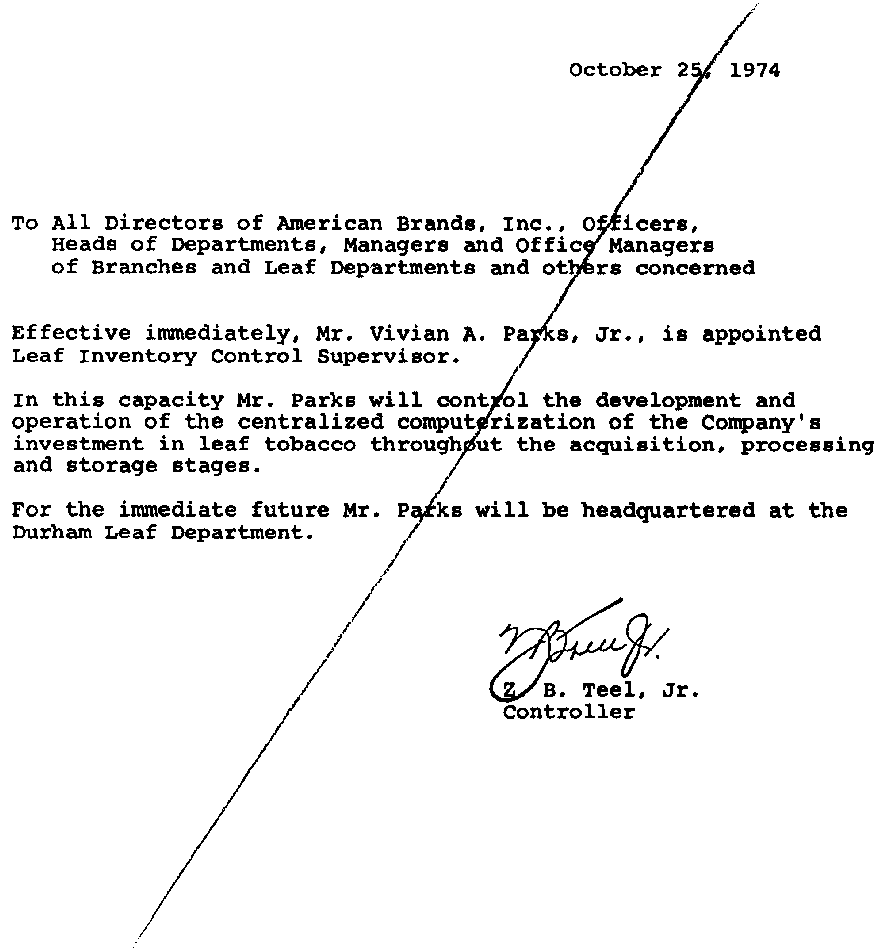 October 25, 1974
To All Directors of American Brands, Inc., Officers,
Heads of Departments, Managers and Office Managers
of Branches and Leaf Departments and others concerned
Effective immediately, Mr. Vivian A. Parks, Jr., is appointed
Leaf Inventory Control Supervisor.
In this capacity Mr. Parks will control the development and
operation of the centralized computerization of the Company's
investment in leaf tobacco throughout the acquisition, processing
and storage stages.
For the immediate future Mr. Parks will be headquartered at the
Durham Leaf Department.
ZBTeel Jr.
Z. B. Teel, Jr.
Controller